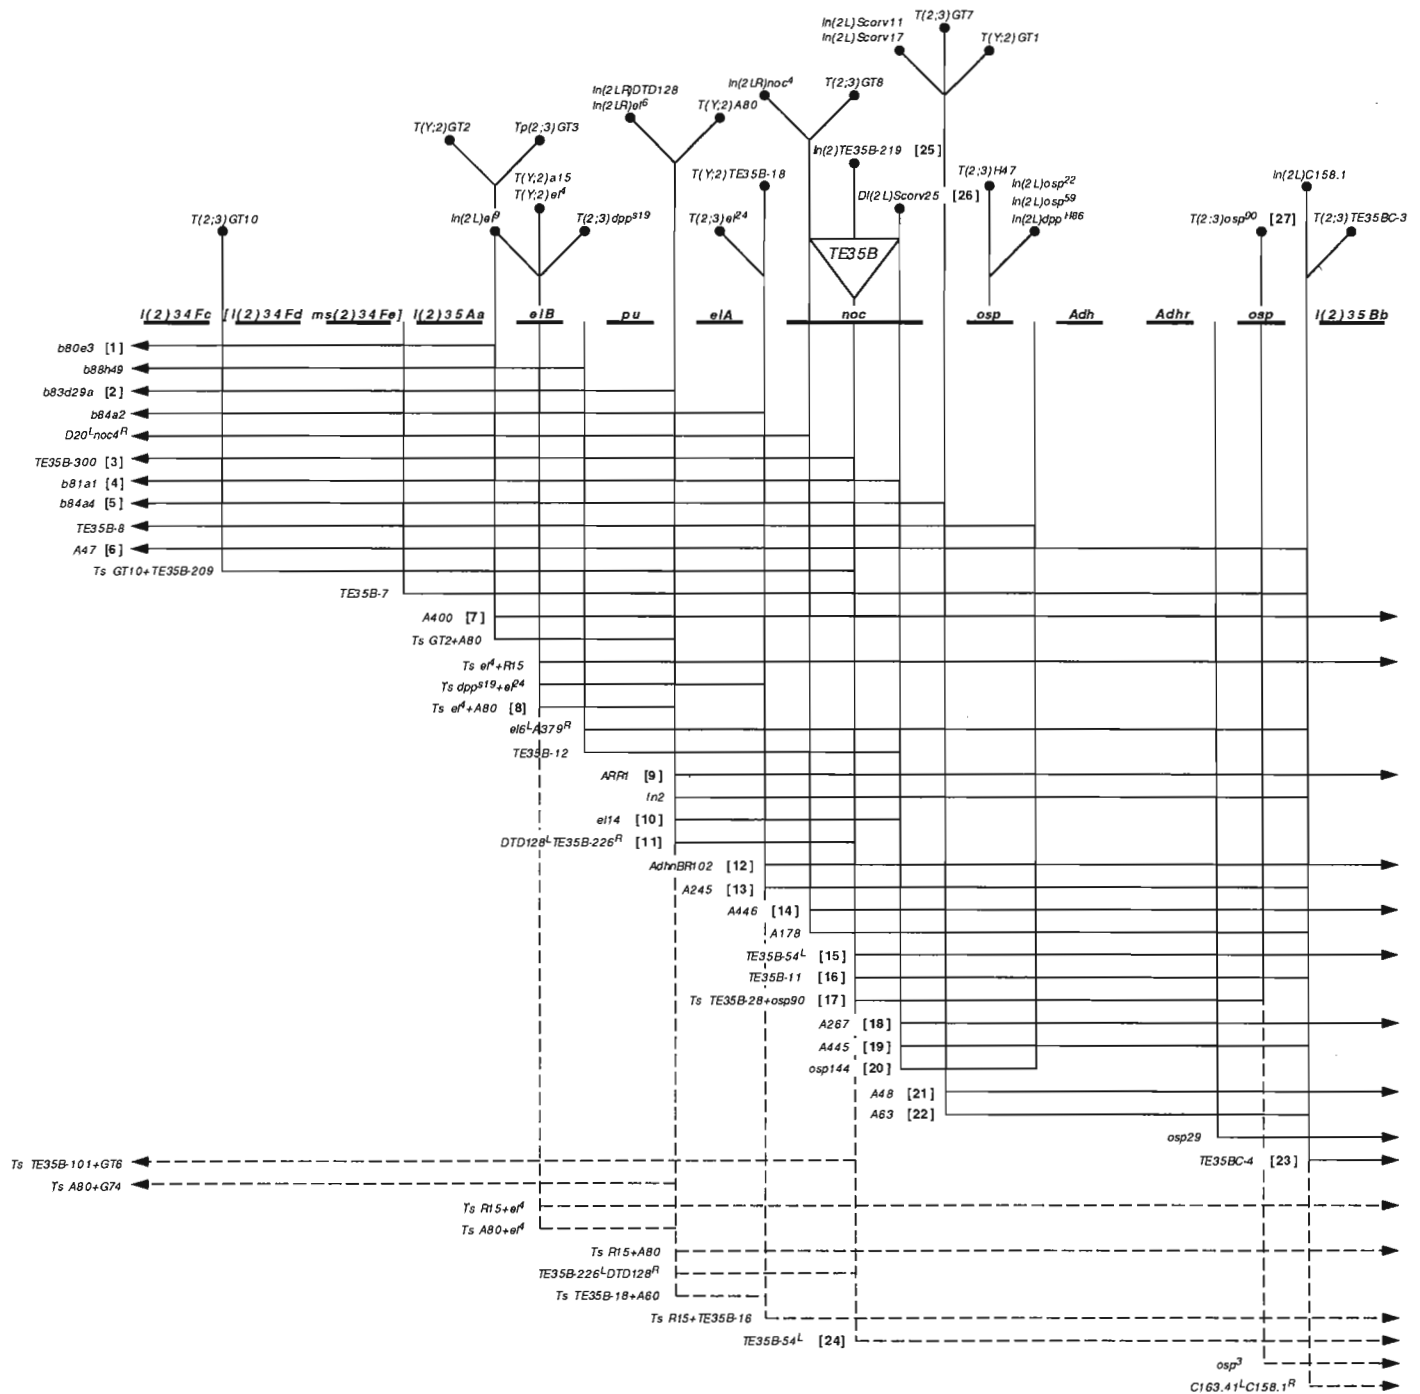 In(2L)Scorv11
In(2L)Scorv17
T(2;3)GT7
T(Y;2)GT1
In(2LR)DTD128
In(2LR)el6
T(Y;2)A80
In(2LR)noc4
T(2;3)GT8
T(Y;2)GT2
Tp(2;3)GT3
In(2)TE35B-219 [25]
T(Y;2)a15
T(Y;2)el4
T(Y;2)TE35B-18
Df(2L)Scorv25 [26]
T(2;3)H47
In(2L)osp22
In(2L)osp59
In(2L)dpp H86
In(2L)C158.1
T(2;3)GT10
In(2L)el9
T(2;3)dpps19
T(2;3)el24
T(2;3)osp90 [27]
T(2;3)TE35BC-3
TE35B
l(2)34Fc [l(2)34Fd ms(2)34Fe] l(2)35Aa elB pu elA noc osp Adh Adhr osp l(2)35Bb
b80e3 [1]
b88h49
b83d29a [2]
b84a2
D20Lnoc4R
TE35B-300 [3]
b81a1 [4]
b84a4 [5]
TE35B-8
A47 [6]
Ts GT10+TE35B-209
TE35B-7
A400 [7]
Ts GT2+A80
Ts el4+R15
Ts dpps19+el24
Ts el4+A80 [8]
el6LA379R
TE35B-12
ARR1 [9]
fn2
el14 [10]
DTD128LTE35B-226R [11]
AdhnBR102 [12]
A245 [13]
A446 [14]
A178
TE35B-54L [15]
TE35B-11 [16]
Ts TE35B-28+osp90 [17]
A267 [18]
A445 [19]
osp144 [20]
A48 [21]
A63 [22]
osp29
TE35BC-4 [23]
Ts TE35B-101+GT6
Ts A80+G74
Ts R15+el4
Ts A80+el4
Ts R15+A80
TE35B-226LDTD128R
Ts TE35B-18+A60
Ts R15+TE35B-16
TE35B-54L [24]
osp3
C163.41LC158.1R